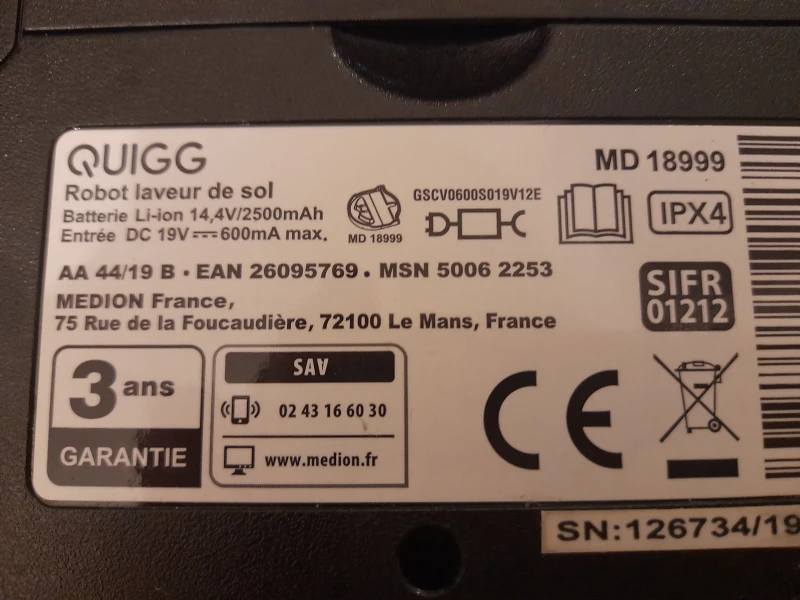 QUIGG
Robot laveur de sol
Batterie Li-ion 14,4V/2500mAh
Entrée DC 19V⎓600mA max.
MD 18999
GSCV0600S019V12E
MD 18999
IPX4
AA 44/19 B • EAN 26095769 • MSN 5006 2253
MEDION France,
75 Rue de la Foucaudière, 72100 Le Mans, France
SIFR
01212
3 ans
GARANTIE
SAV
02 43 16 60 30
www.medion.fr
CE
SN:126734/19